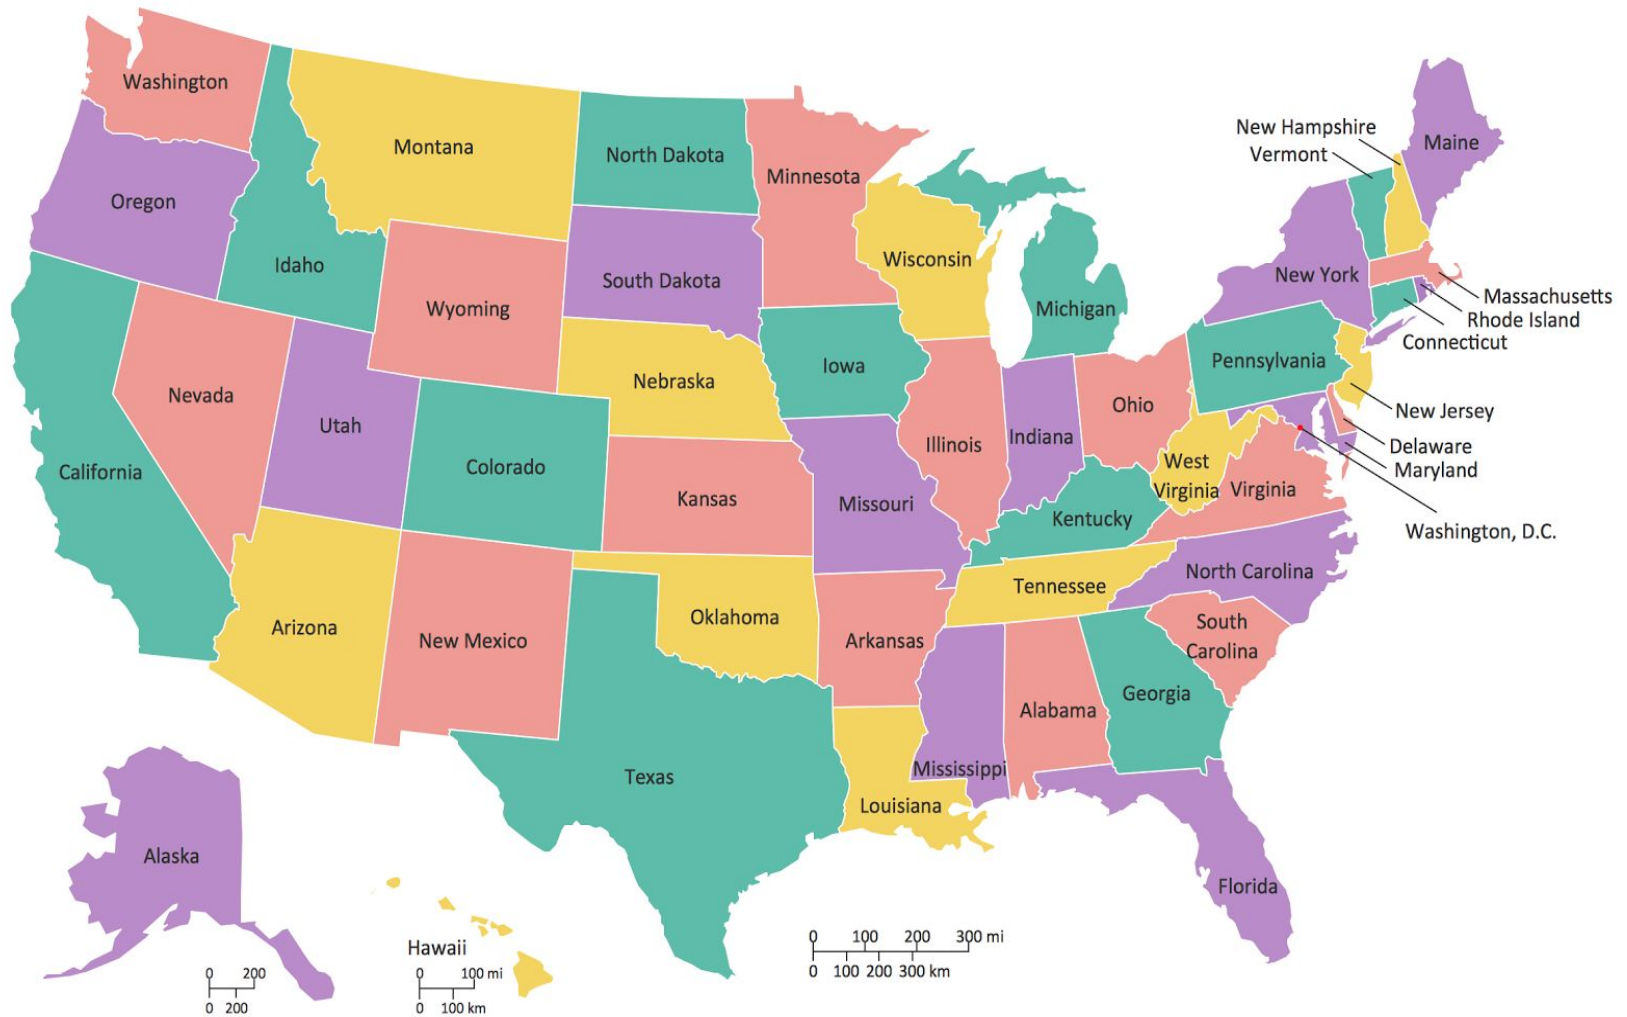 Washington
Montana
North Dakota
Minnesota
New Hampshire
Vermont
Maine
Oregon
Idaho
Wyoming
South Dakota
Wisconsin
Michigan
New York
Massachusetts
Rhode Island
Connecticut
Nevada
Utah
Nebraska
Iowa
Illinois
Indiana
Ohio
Pennsylvania
New Jersey
Delaware
Maryland
California
Colorado
Kansas
Missouri
Kentucky
West
Virginia
Virginia
Washington, D.C.
Arizona
New Mexico
Oklahoma
Arkansas
Tennessee
North Carolina
South
Carolina
Texas
Louisiana
Mississippi
Alabama
Georgia
Florida
Alaska
0 200
0 200
Hawaii
0 100 mi
0 100 km
0 100 200 300 mi
0 100 200 300 km